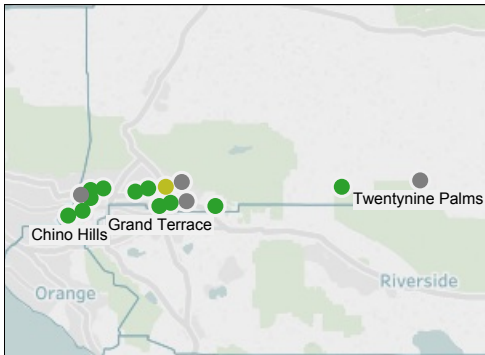 Twentynine Palms
Grand Terrace
Chino Hills
Riverside
Orange